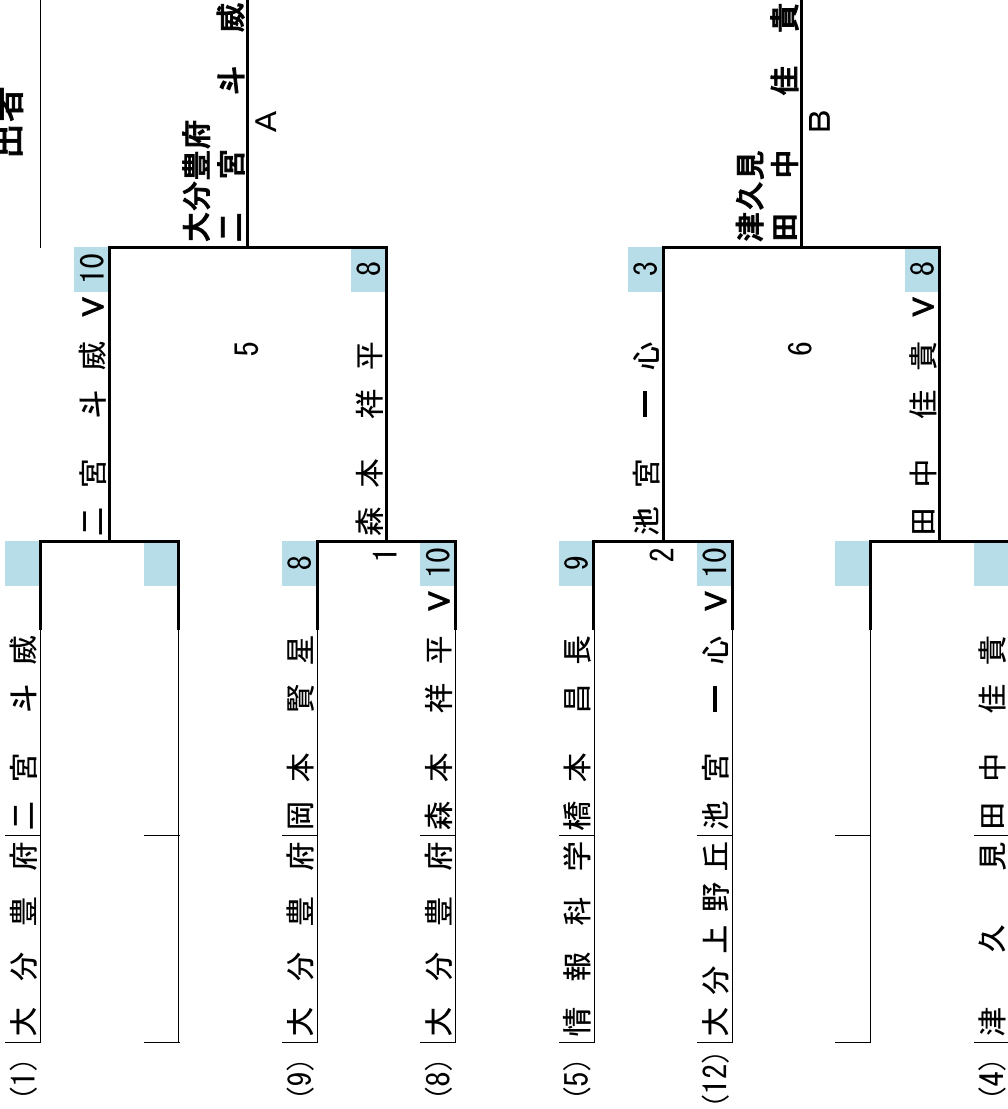 出者
(1) 大分豊府 二宮斗威
(9) 大分豊府 岡本賢星 8
1
(8) 大分豊府 森本祥平 V 10
(5) 情報科学 橋本昌長 9
2
(12) 大分上野丘 池宮一心 V 10
(4) 津久見 田中佳貴
二宮斗威 V 10
5
森本祥平 8
池宮一心 3
6
田中佳貴 V 8
大分豊府
二宮斗威
A
津久見
田中佳貴
B